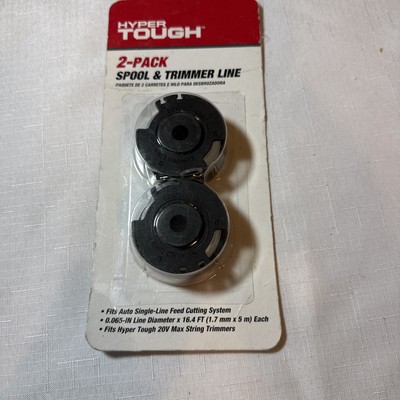 HYPER
TOUGH™
2-PACK
SPOOL & TRIMMER LINE
PAQUETE DE 2 CARRETES E HILO PARA DESBROZADORA
• Fits Auto Single-Line Feed Cutting System
• 0.065-IN Line Diameter x 16.4 FT (1.7 mm x 5 m) Each
• Fits Hyper Tough 20V Max String Trimmers